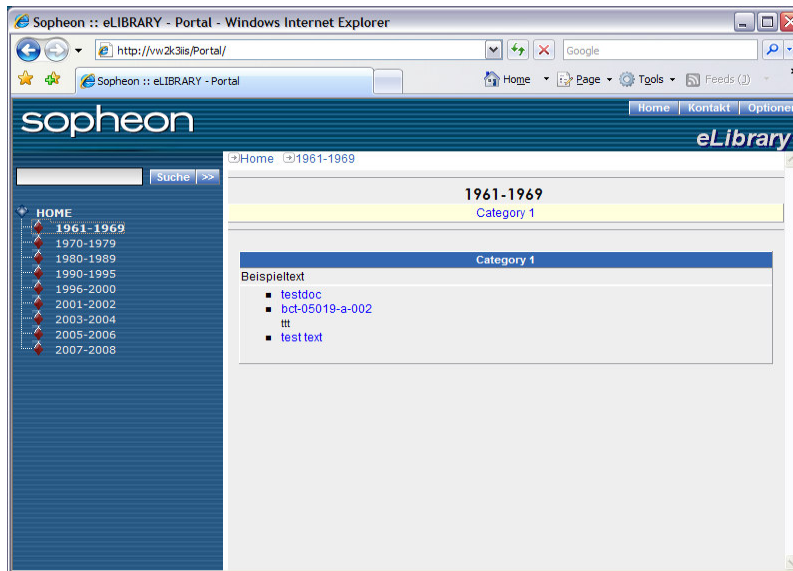 Sopheon :: eLIBRARY - Portal - Windows Internet Explorer
http://vw2k3iis/Portal/
Google
Sopheon :: eLIBRARY - Portal
Home Page Tools Feeds (J)
sopheon
Home Kontakt Optionen
eLibrary
Home 1961-1969
Suche >>
1961-1969
Category 1
HOME
1961-1969
1970-1979
1980-1989
1990-1995
1996-2000
2001-2002
2003-2004
2005-2006
2007-2008
Category 1
Beispieltext
testdoc
bct-05019-a-002
ttt
test text